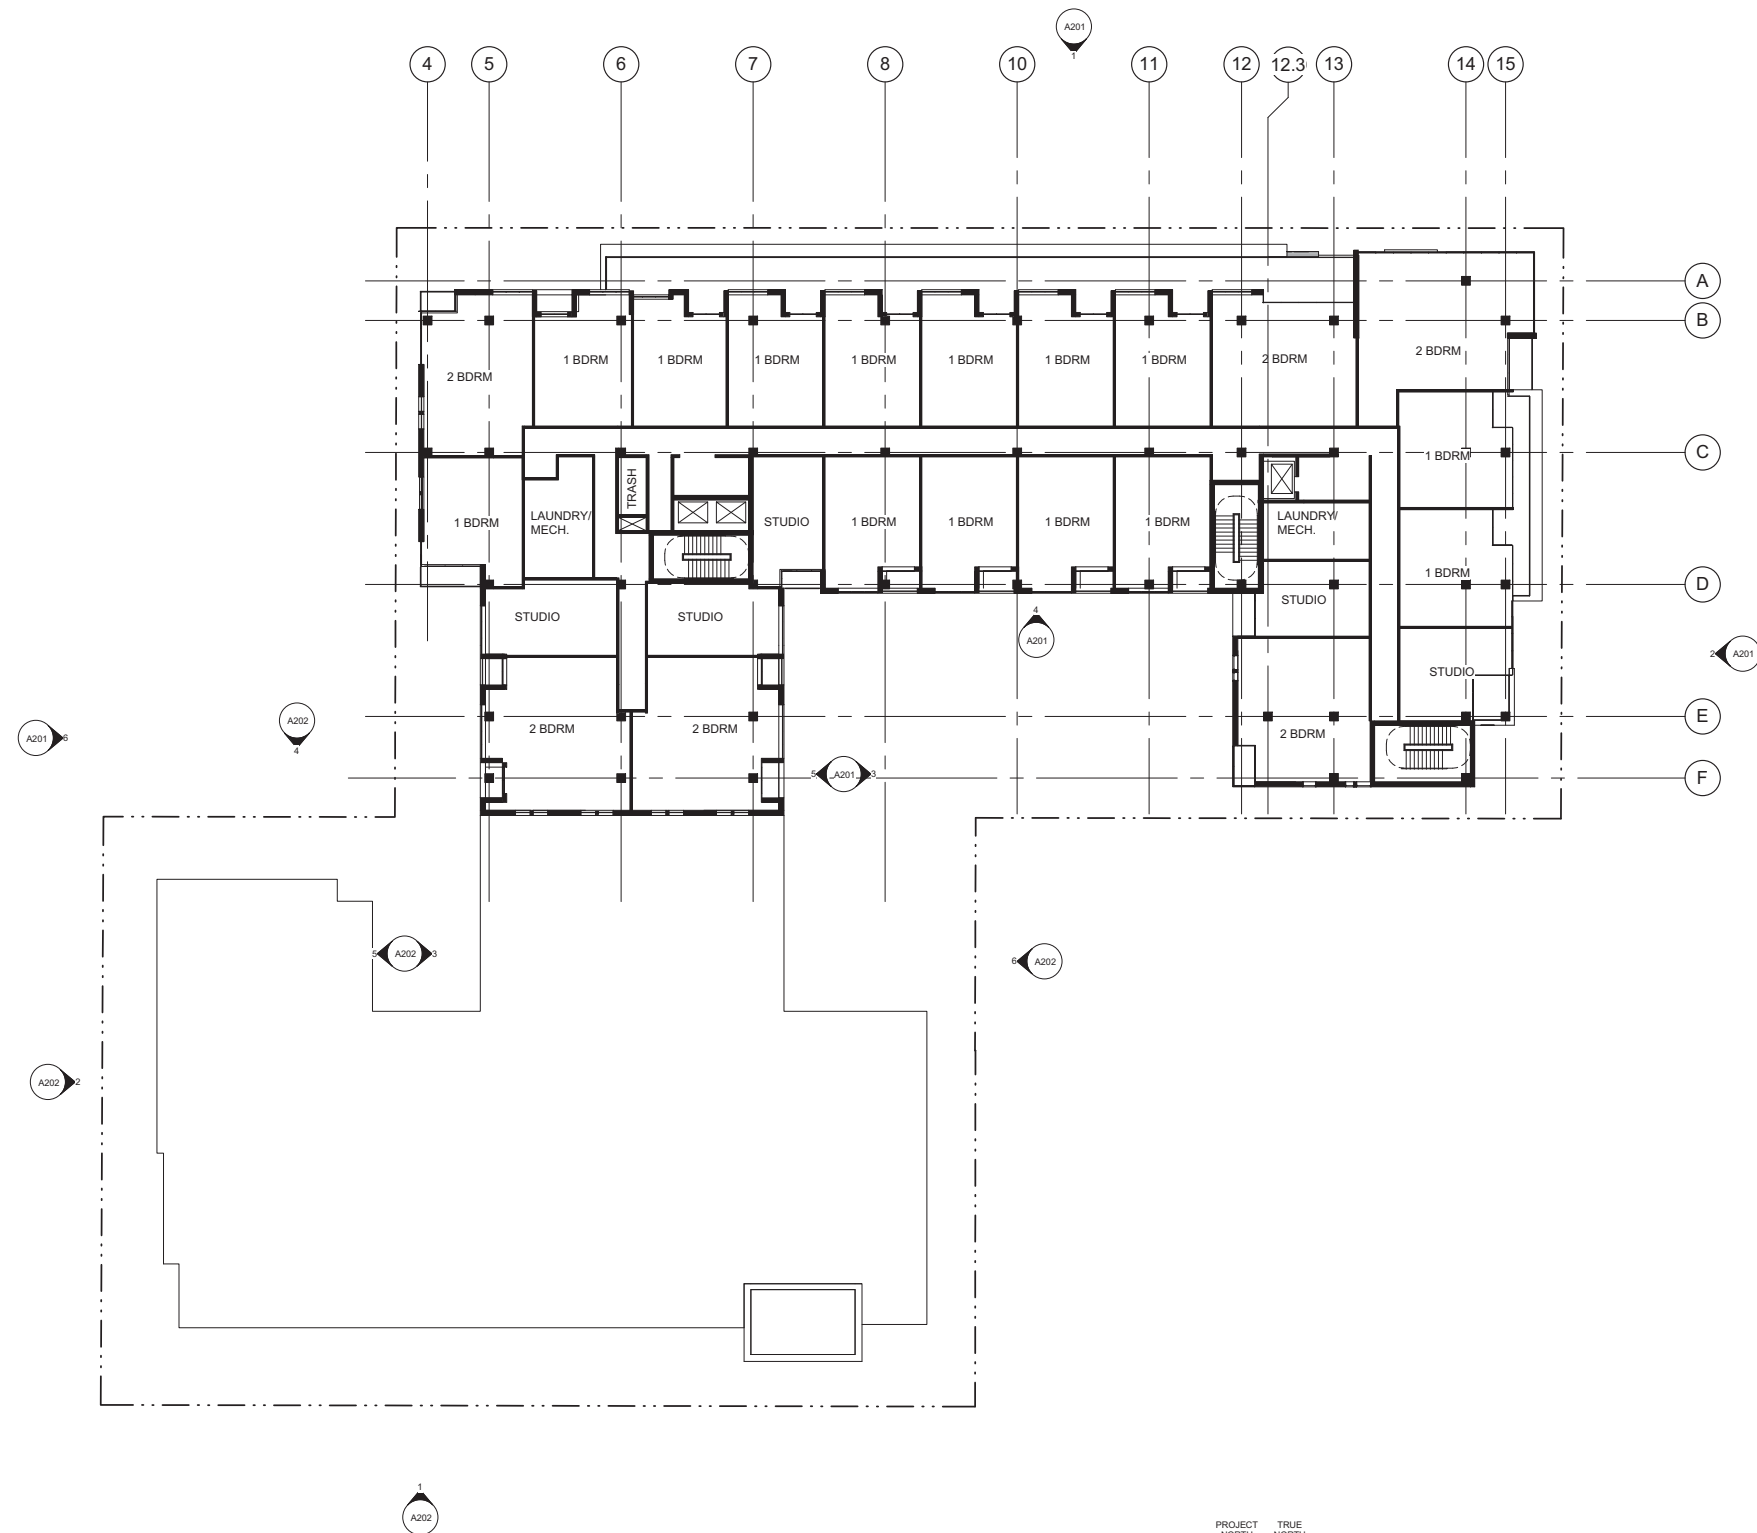 A201
1
4
5
6
7
8
10
11
12
12.3
13
14
15
A
B
1 BDRM
1 BDRM
1 BDRM
1 BDRM
1 BDRM
1 BDRM
1 BDRM
2 BDRM
2 BDRM
2 BDRM
C
1 BDRM
TRASH
1 BDRM
LAUNDRY/
MECH.
STUDIO
1 BDRM
1 BDRM
1 BDRM
1 BDRM
LAUNDRY/
MECH.
1 BDRM
D
STUDIO
STUDIO
STUDIO
4
A201
2
A201
STUDIO
E
A202
4
A201
6
2 BDRM
2 BDRM
2 BDRM
5
A201
3
F
5
A202
3
6
A202
A202
2
1
A202
PROJECT
NORTH
TRUE
NORTH